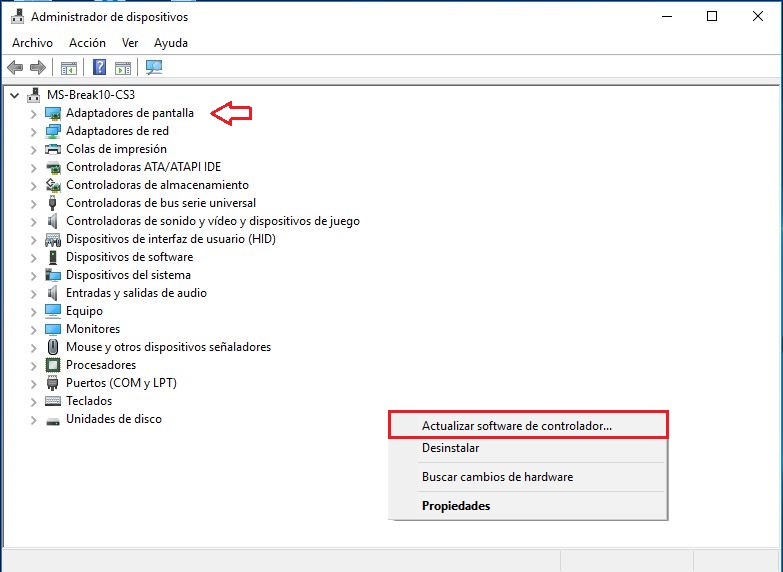 Administrador de dispositivos
Archivo Acción Ver Ayuda
MS-Break10-CS3
Adaptadores de pantalla
Adaptadores de red
Colas de impresión
Controladoras ATA/ATAPI IDE
Controladoras de almacenamiento
Controladoras de bus serie universal
Controladoras de sonido y vídeo y dispositivos de juego
Dispositivos de interfaz de usuario (HID)
Dispositivos de software
Dispositivos del sistema
Entradas y salidas de audio
Equipo
Monitores
Mouse y otros dispositivos señaladores
Procesadores
Puertos (COM y LPT)
Teclados
Unidades de disco
Actualizar software de controlador...
Desinstalar
Buscar cambios de hardware
Propiedades